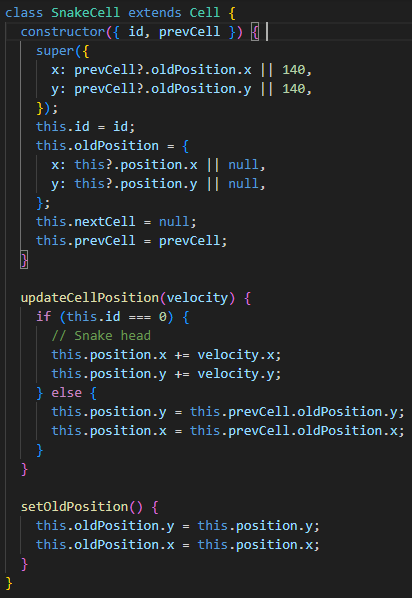 class SnakeCell extends Cell {
  constructor({ id, prevCell }) {
    super({
      x: prevCell?.oldPosition.x || 140,
      y: prevCell?.oldPosition.y || 140,
    });
    this.id = id;
    this.oldPosition = {
      x: this?.position.x || null,
      y: this?.position.y || null,
    };
    this.nextCell = null;
    this.prevCell = prevCell;
  }

  updateCellPosition(velocity) {
    if (this.id === 0) {
      // Snake head
      this.position.x += velocity.x;
      this.position.y += velocity.y;
    } else {
      this.position.y = this.prevCell.oldPosition.y;
      this.position.x = this.prevCell.oldPosition.x;
    }
  }

  setOldPosition() {
    this.oldPosition.y = this.position.y;
    this.oldPosition.x = this.position.x;
  }
}